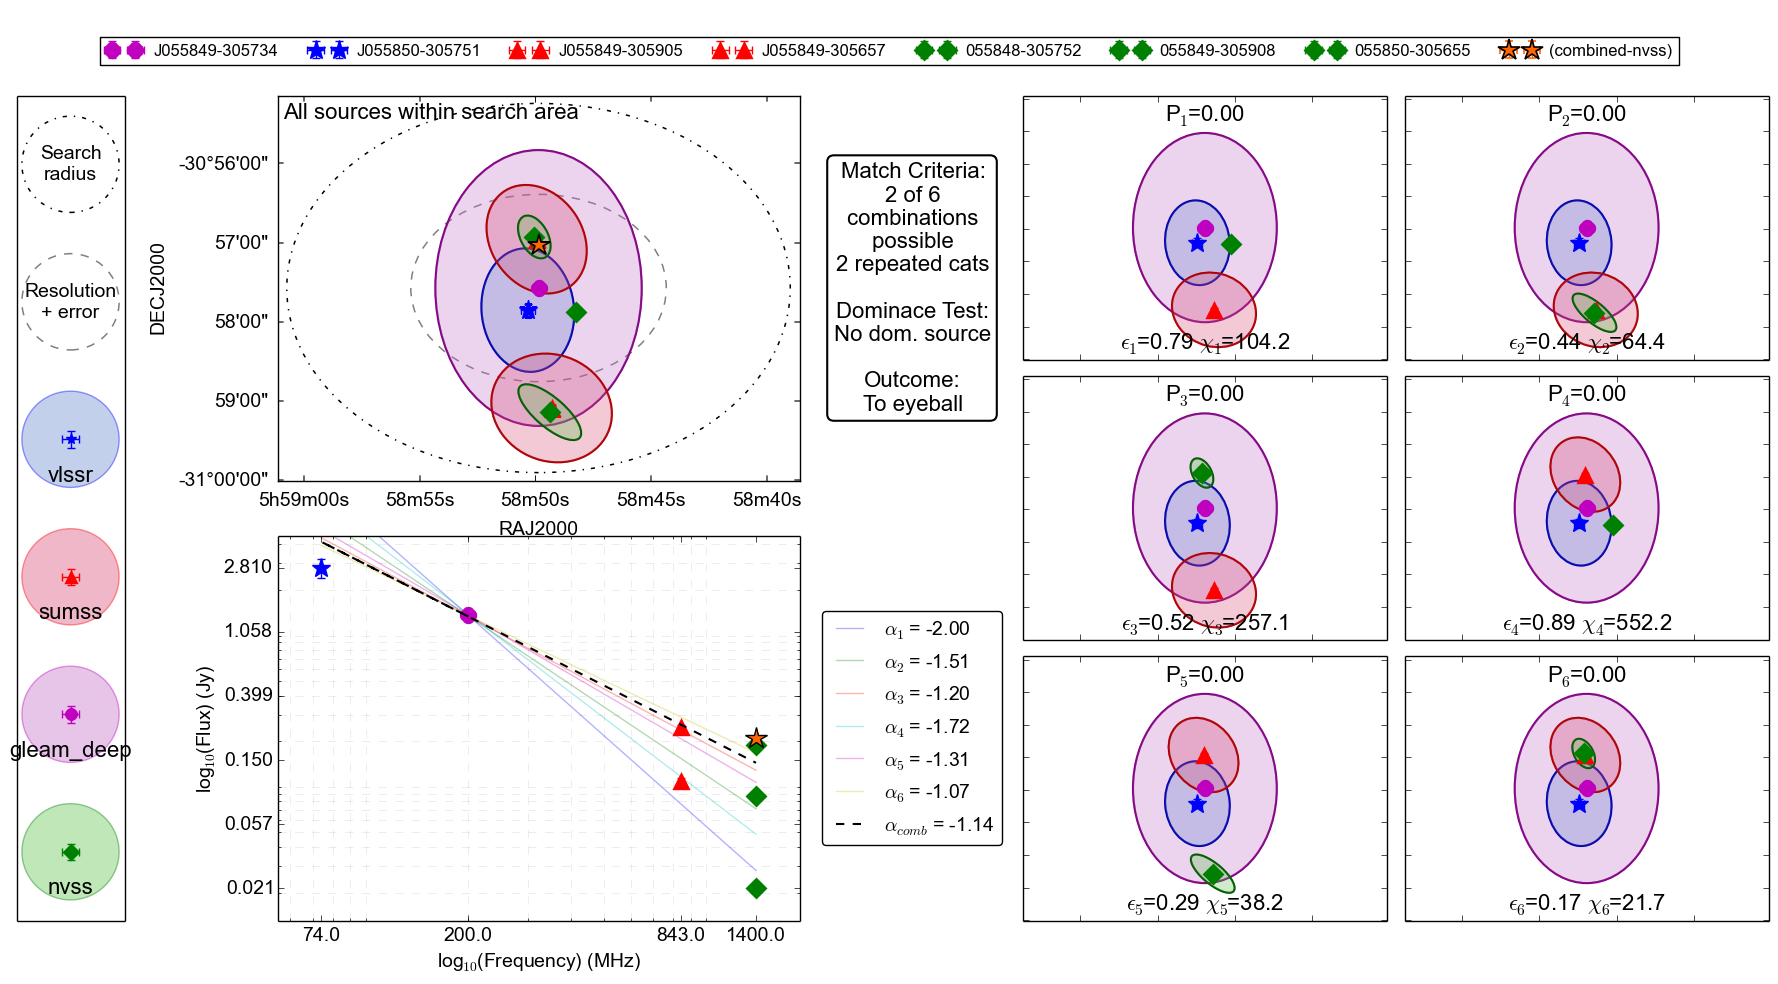 J055849-305734 J055850-305751 J055849-305905 J055849-305657 055848-305752 055849-305908 055850-305655 (combined-nvss)
Search
radius
Resolution
+ error
vlssr
sumss
gleam_deep
nvss
All sources within search area
DECJ2000
-30°56'00"
-30°57'00"
58'00"
59'00"
-31°00'00"
5h59m00s 58m55s 58m50s 58m45s 58m40s
RAJ2000
Match Criteria:
2 of 6
combinations
possible
2 repeated cats
Dominace Test:
No dom. source
Outcome:
To eyeball
log10(Flux) (Jy)
2.810
1.058
0.399
0.150
0.057
0.021
74.0 200.0 843.0 1400.0
log10(Frequency) (MHz)
α1 = -2.00
α2 = -1.51
α3 = -1.20
α4 = -1.72
α5 = -1.31
α6 = -1.07
αcomb = -1.14
P1=0.00
ϵ1=0.79 χ1=104.2
P2=0.00
ϵ2=0.44 χ2=64.4
P3=0.00
ϵ3=0.52 χ3=257.1
P4=0.00
ϵ4=0.89 χ4=552.2
P5=0.00
ϵ5=0.29 χ5=38.2
P6=0.00
ϵ6=0.17 χ6=21.7